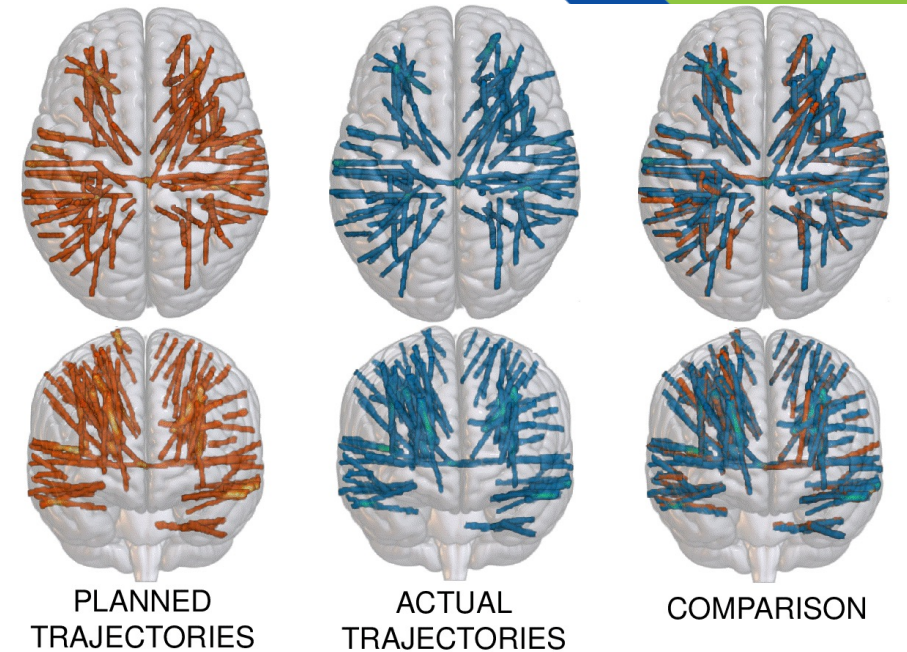 PLANNED
TRAJECTORIES
ACTUAL
TRAJECTORIES
COMPARISON